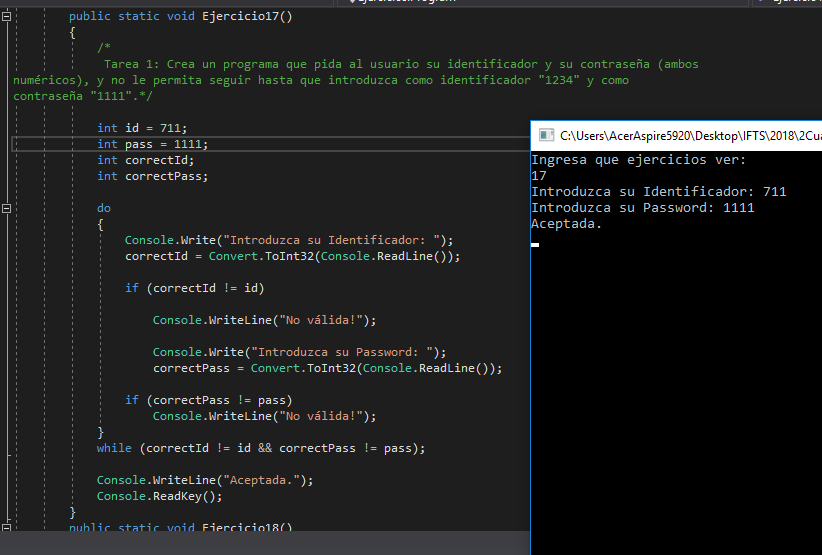 public static void Ejercicio17()
{
/*
Tarea 1: Crea un programa que pida al usuario su identificador y su contraseña (ambos
numéricos), y no le permita seguir hasta que introduzca como identificador "1234" y como
contraseña "1111".*/
int id = 711;
int pass = 1111;
int correctId;
int correctPass;
do
{
Console.Write("Introduzca su Identificador: ");
correctId = Convert.ToInt32(Console.ReadLine());
if (correctId != id)
Console.WriteLine("No válida!");
Console.Write("Introduzca su Password: ");
correctPass = Convert.ToInt32(Console.ReadLine());
if (correctPass != pass)
Console.WriteLine("No válida!");
}
while (correctId != id && correctPass != pass);
Console.WriteLine("Aceptada.");
Console.ReadKey();
}
public static void Ejercicio18()
C:\Users\AcerAspire5920\Desktop\IFTS\2018\2Cua
Ingresa que ejercicios ver:
17
Introduzca su Identificador: 711
Introduzca su Password: 1111
Aceptada.